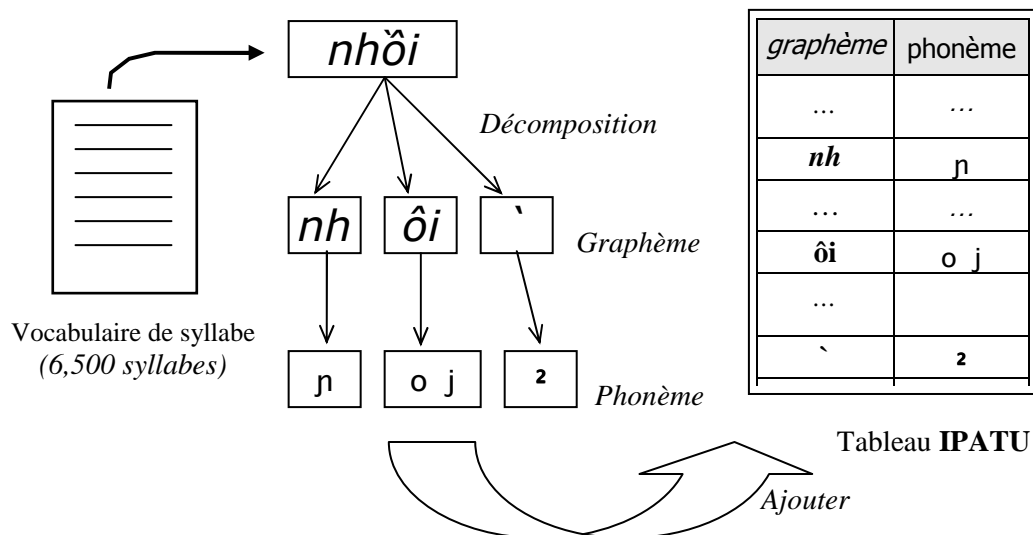 nhồi
Décomposition
nh ôi ̀
Graphème
ɲ o j ²
Phonème
Vocabulaire de syllabe
(6,500 syllabes)
Ajouter
graphème phonème
... ...
nh ɲ
... ...
ôi o j
...
̀ ²
Tableau IPATU